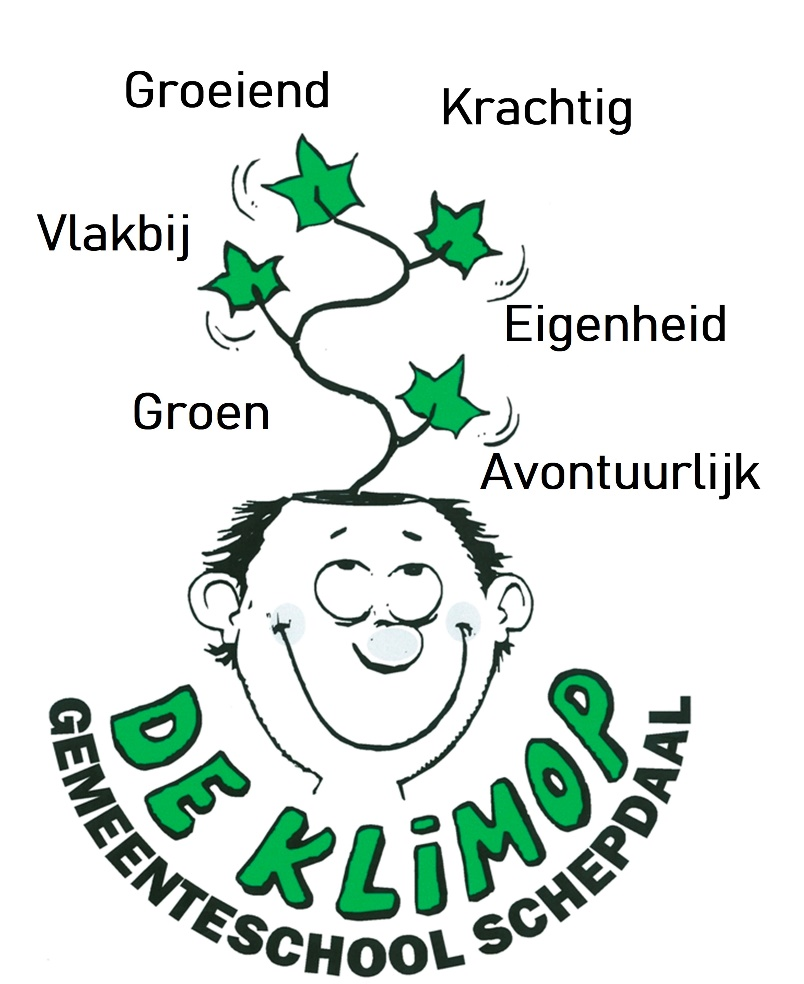 Groeiend
Krachtig
Vlakbij
Eigenheid
Groen
Avontuurlijk
DE KLiMOP
GEMEENTESCHOOL SCHEPDAAL